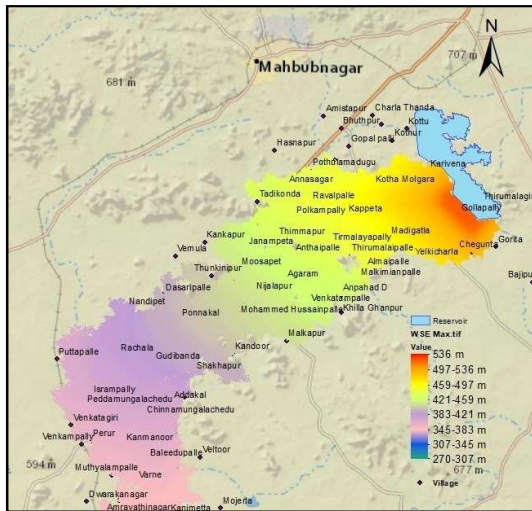 707 m
N
681 m
Mahbubnagar
Amistapur
Charla Thanda
Bhuthpur
Kottu
Gopal palli
Kothur
Hasnapur
Pothulamadugu
Karivena
Annasagar
Kotha Molgara
Thirumalagiri
Tadikonda
Ravalpalle
Gollapally
Polkampally
Kappeta
Thimmapur
Madigatla
Kankapur
Janampeta
Tirmalayapally
Chegunta
Gorita
Vemula
Anthaipalle
Thirumalaipalle
Yelkicharla
Moosapet
Almaipalle
Thunkinipur
Agaram
Malkimianpalle
Bajipur
Dasaripalle
Nijalapur
Anpahad D
Nandipet
Venkatampalle
Ponnakal
Mohammed Hussainpalle
Khilla Ghanpur
Reservoir
WSE Max.tif
Value
536 m
497-536 m
459-497 m
421-459 m
383-421 m
345-383 m
307-345 m
270-307 m
Village
Malkapur
Puttapalle
Rachala
Kandoor
Gudibanda
Shakhapur
Isrampally
Addakal
Peddamungalachedu
Chinnamungalachedu
Venkatagiri
Venkampally
Perur
Kanmanoor
Baleedupalle
Veltoor
594 m
677 m
Muthyalampalle
Varne
Dwarakanagar
Mojerla
Amravathinagar
Kanimetta